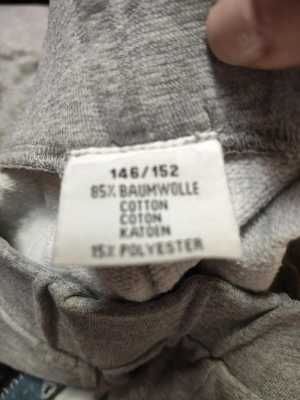 146/152
85% BAUMWOLLE
COTTON
COTON
KATOEN
15% POLYESTER